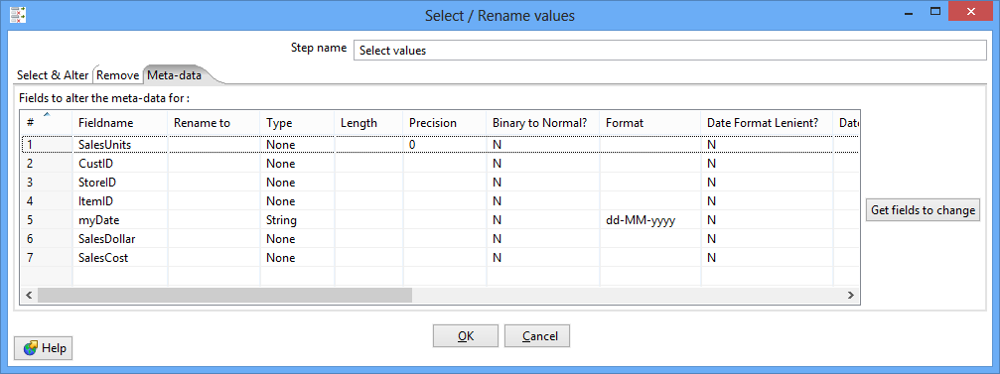 Select / Rename values
Step name Select values
Select & Alter Remove Meta-data
Fields to alter the meta-data for :
# Fieldname Rename to Type Length Precision Binary to Normal? Format Date Format Lenient? Date
1 SalesUnits None 0 N N
2 CustID None N N
3 StoreID None N N
4 ItemID None N N
5 myDate String N dd-MM-yyyy N
6 SalesDollar None N N
7 SalesCost None N N
Get fields to change
OK Cancel
Help